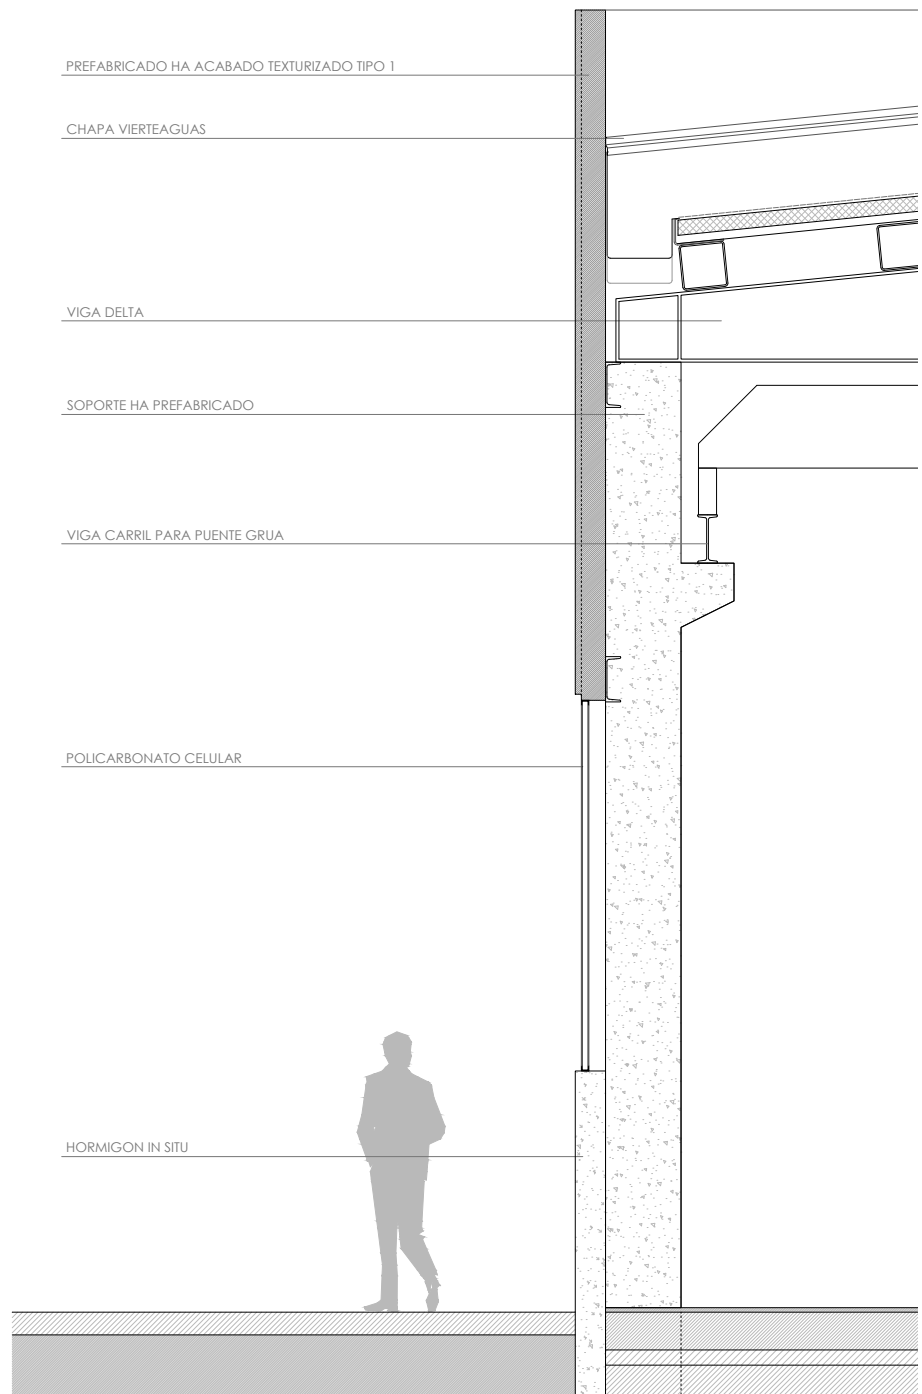 PREFABRICADO HA ACABADO TEXTURIZADO TIPO 1
CHAPA VIERTEAGUAS
VIGA DELTA
SOPORTE HA PREFABRICADO
VIGA CARRIL PARA PUENTE GRUA
POLICARBONATO CELULAR
HORMIGON IN SITU